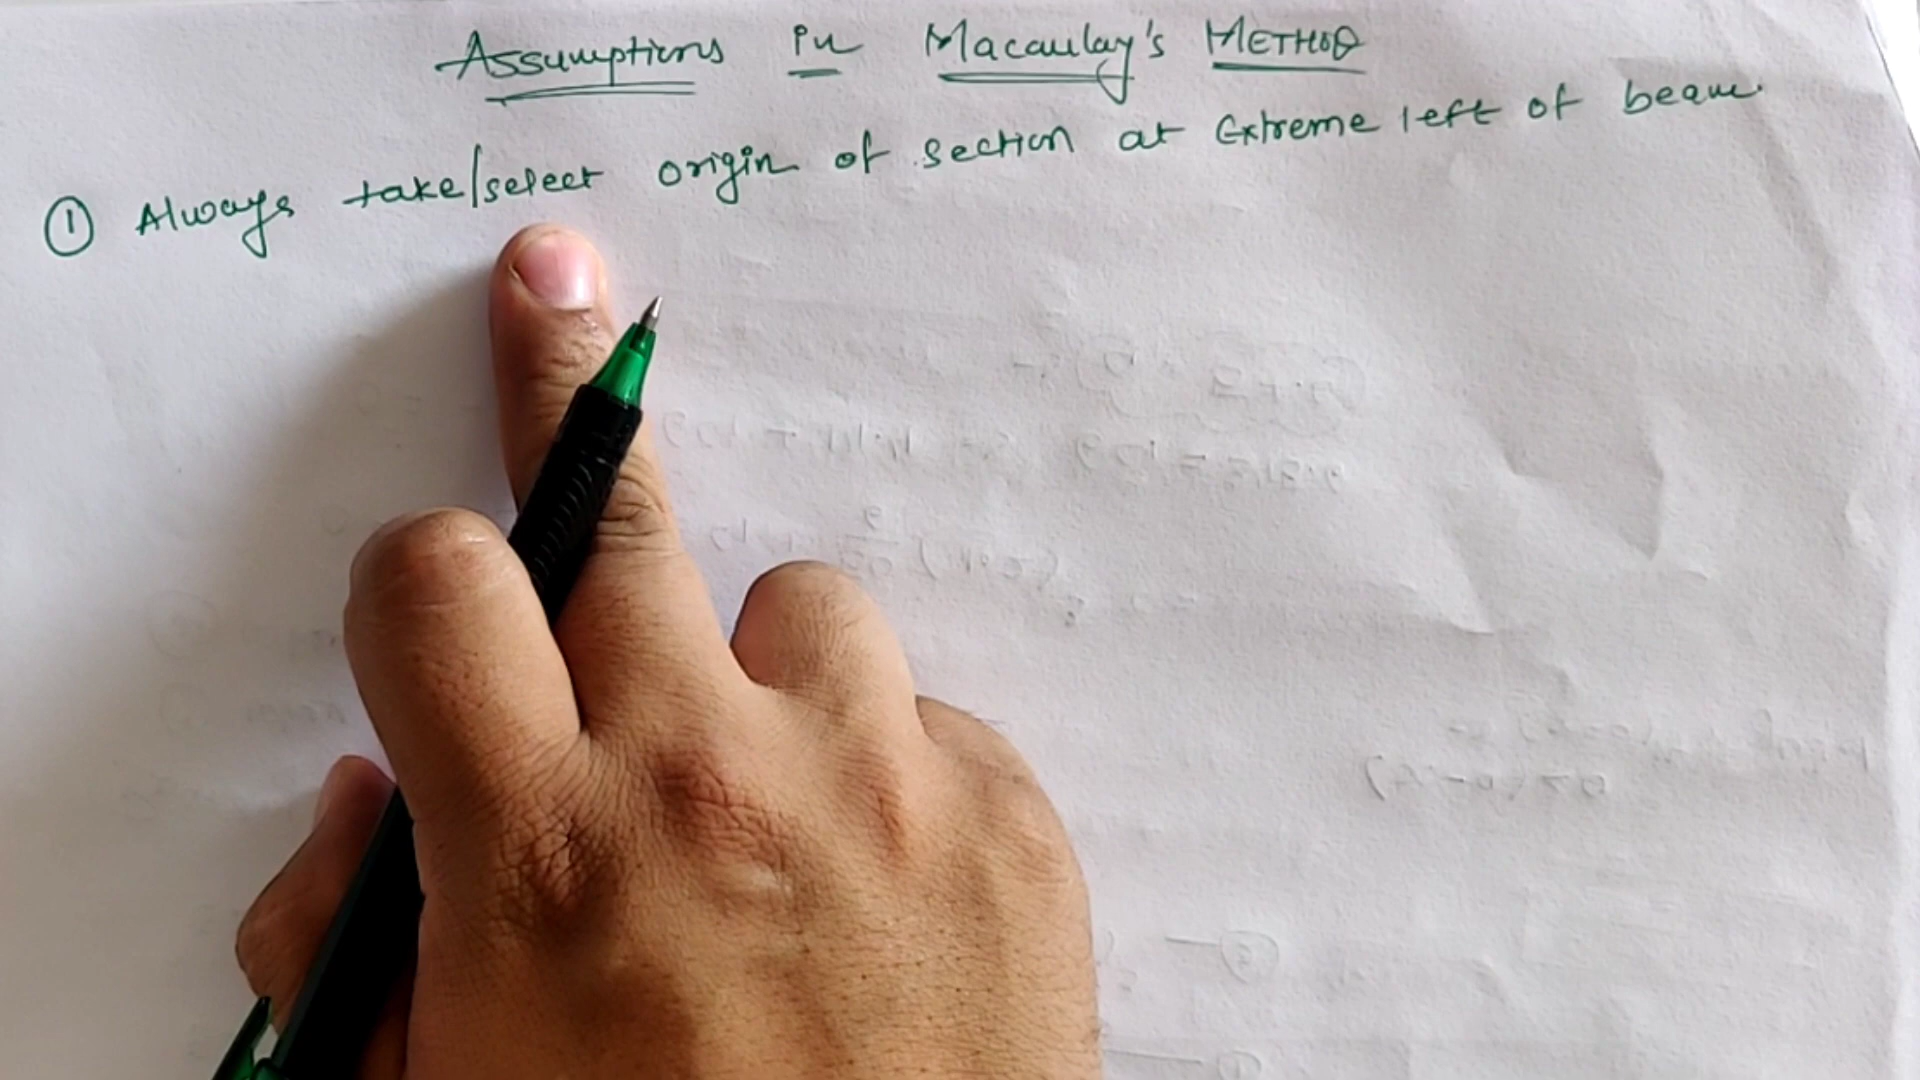 Assumptions in Macaulay's METHOD
① Always take/select origin of section at Extreme left of beam.